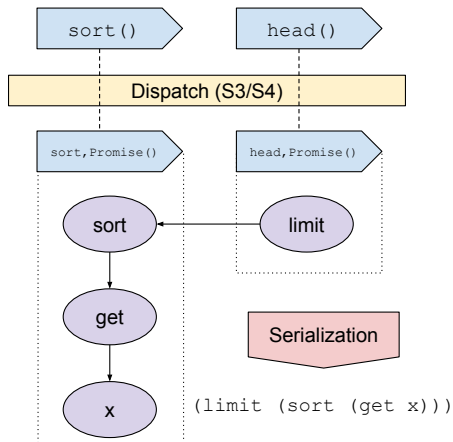 sort() head()
Dispatch (S3/S4)
sort,Promise() head,Promise()
sort limit
get
Serialization
x (limit (sort (get x)))